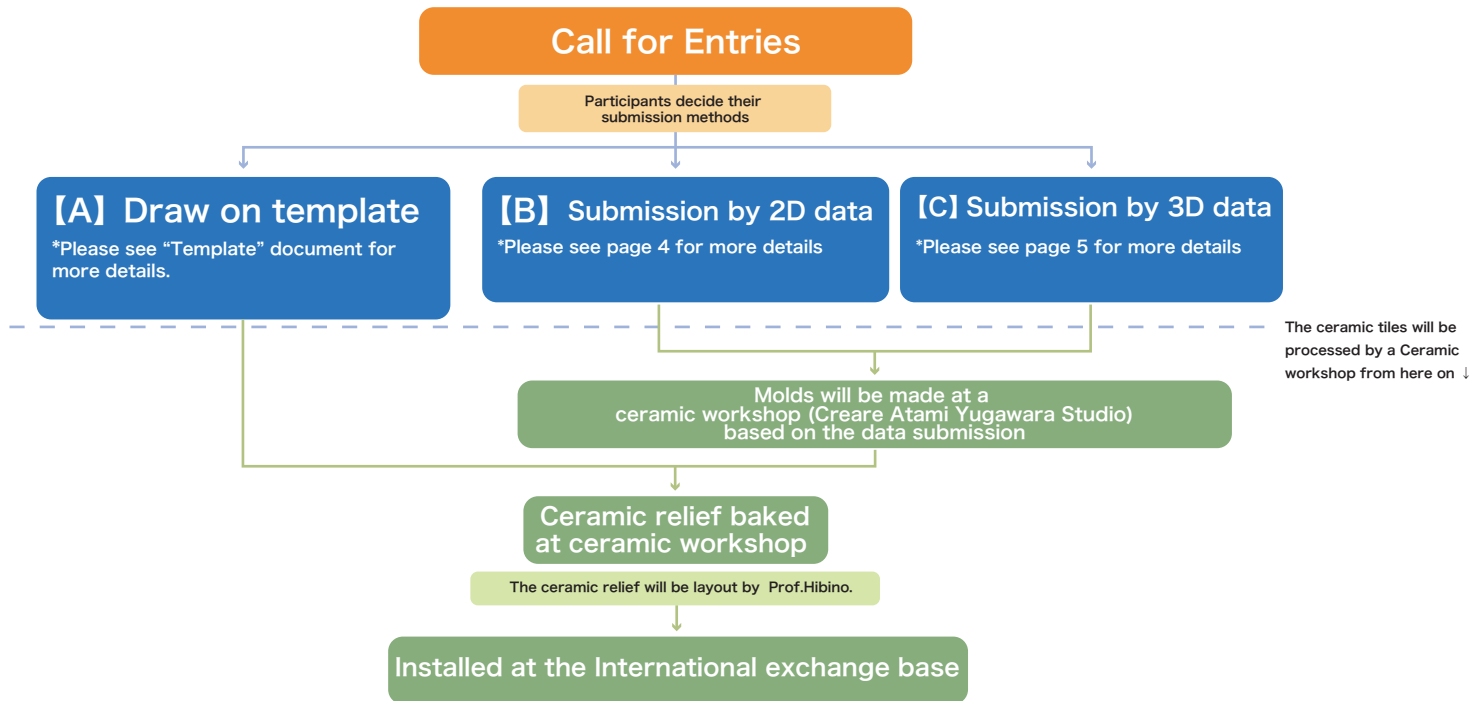 Call for Entries
Participants decide their
submission methods
【A】 Draw on template
*Please see “Template” document for
more details.
【B】 Submission by 2D data
*Please see page 4 for more details
【C】 Submission by 3D data
*Please see page 5 for more details
The ceramic tiles will be
processed by a Ceramic
workshop from here on ↓
Molds will be made at a
ceramic workshop (Creare Atami Yugawara Studio)
based on the data submission
Ceramic relief baked
at ceramic workshop
The ceramic relief will be layout by Prof.Hibino.
Installed at the International exchange base